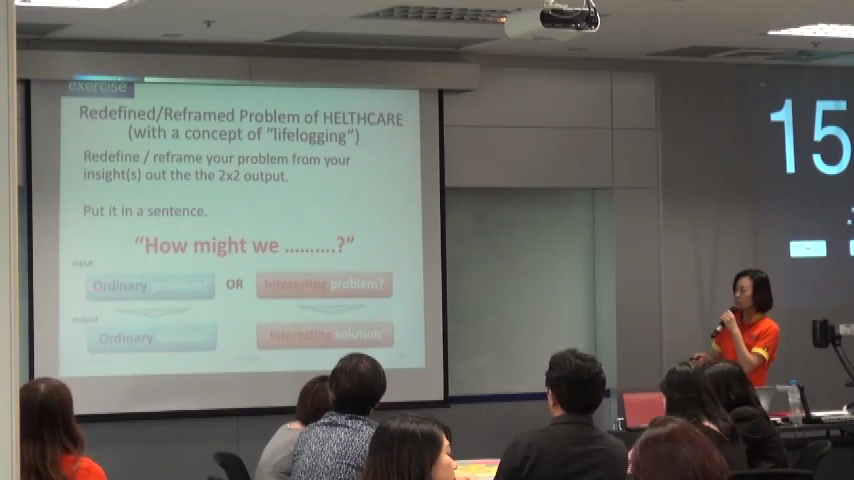 exercise
Redefined/Reframed Problem of HELTHCARE
(with a concept of "lifelogging")
Redefine / reframe your problem from your
insight(s) out the the 2x2 output.
Put it in a sentence.
"How might we ..........?"
input
Ordinary problem?
OR
Interesting problem?
output
Ordinary solution
Interesting solution
15